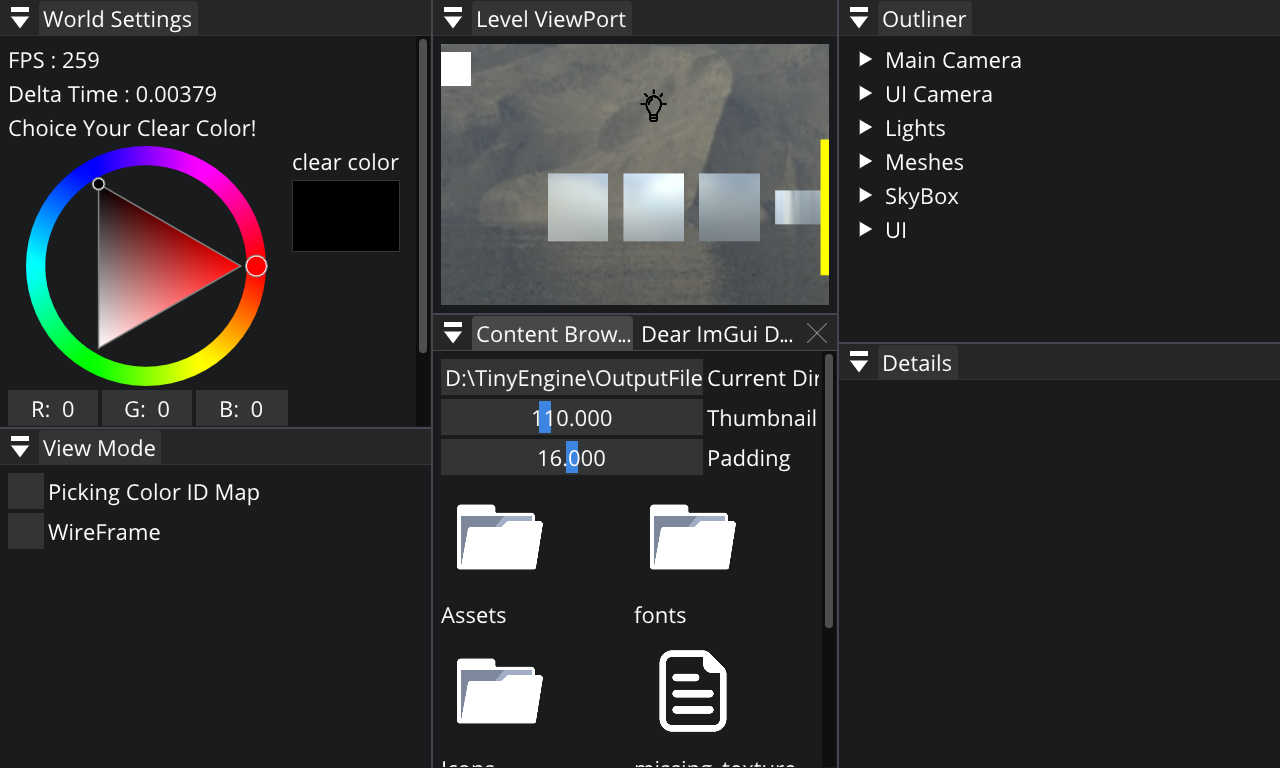 World Settings
FPS : 259
Delta Time : 0.00379
Choice Your Clear Color!
clear color
R: 0 G: 0 B: 0
View Mode
Picking Color ID Map
WireFrame
Level ViewPort
Content Brow... Dear ImGui D...
D:\TinyEngine\OutputFile Current Dir
110.000 Thumbnail
16.000 Padding
Assets fonts
Icons missing_texture
Outliner
Main Camera
UI Camera
Lights
Meshes
SkyBox
UI
Details